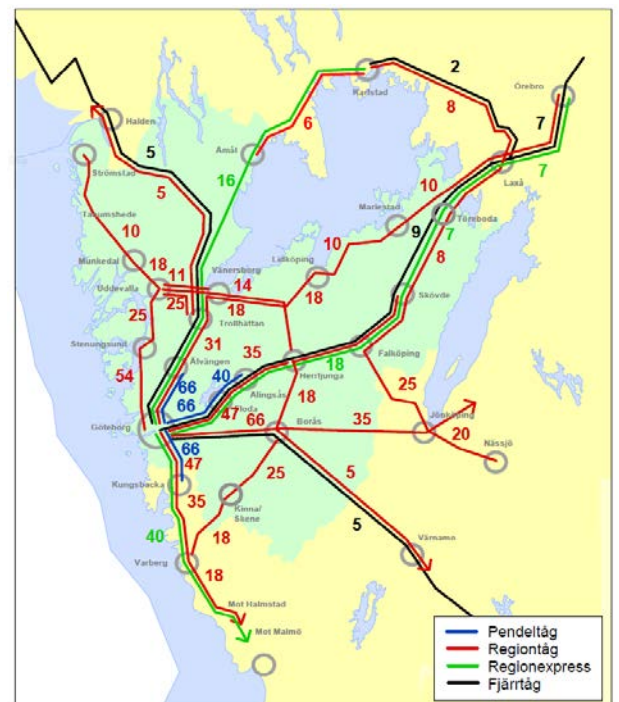 2
Örebro
Karlstad
8
7
Halden
6
5
Åmål
Laxå
7
Strömstad
16
10
5
Mariestad
Töreboda
Tanumshede
9
7
10
10
8
Munkedal
18
Vänersborg
Lidköping
11
14
18
Uddevalla
25
18
Skövde
Trollhättan
25
31
Stenungsund
35
18
Falköping
Älvängen
40
Herrljunga
54
66
Alingsås
25
66
18
47
Floda
66
Borås
35
Jönköping
Göteborg
20
66
Nässjö
47
25
5
Kungsbacka
35
Kinna/
Skene
5
40
18
Värnamo
Varberg
18
Mot Halmstad
Mot Malmö
Pendeltåg
Regiontåg
Regionexpress
Fjärrtåg